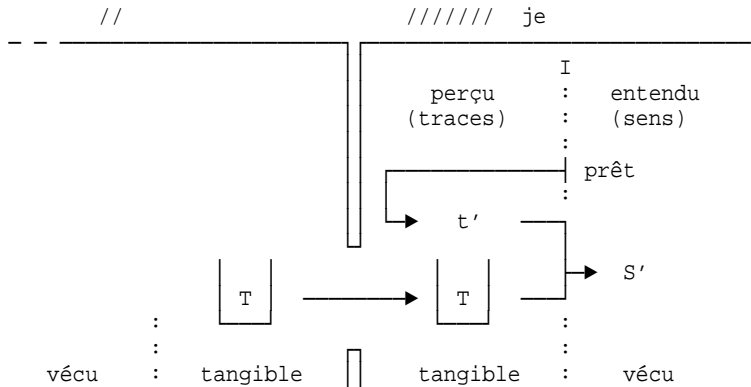 // /////// je
I
perçu : entendu
(traces) : (sens)
:
prêt
:
t’
S’
T T
: :
: :
vécu : tangible tangible : vécu